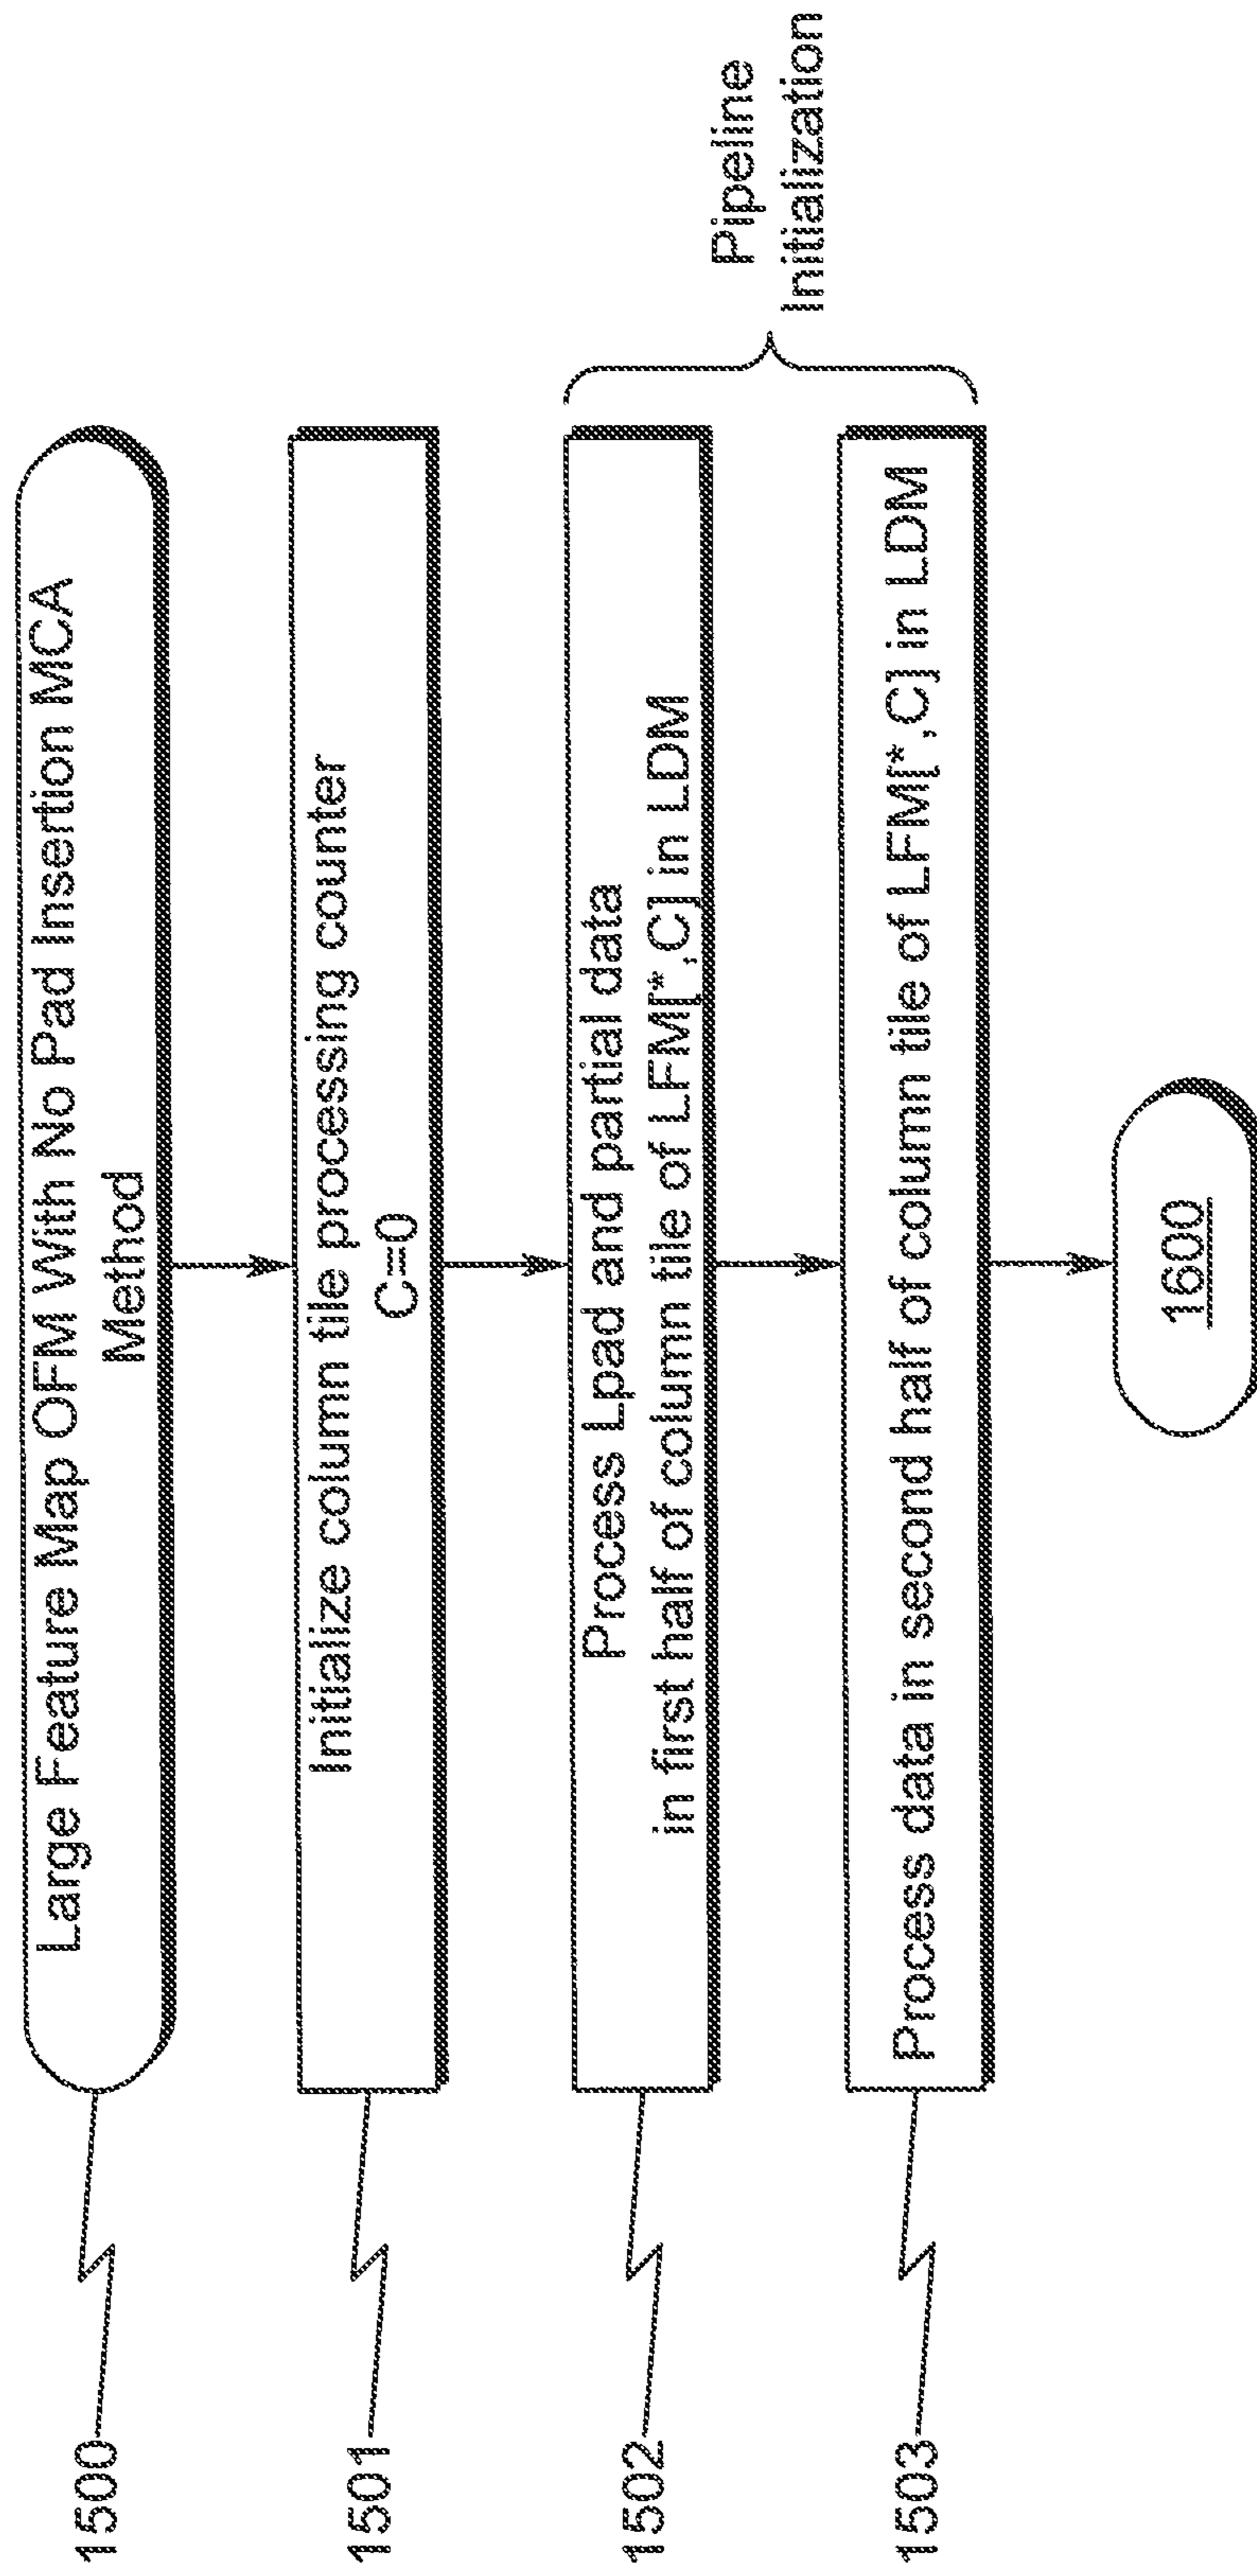 1500
Large Feature Map OFM With No Pad Insertion MCA
Method
1501
Initialize column tile processing counter
C=0
1502
Process Lpad and partial data
in first half of column tile of LFM[*,C] in LDM
Pipeline
Initialization
1503
Process data in second half of column tile of LFM[*,C] in LDM
1600